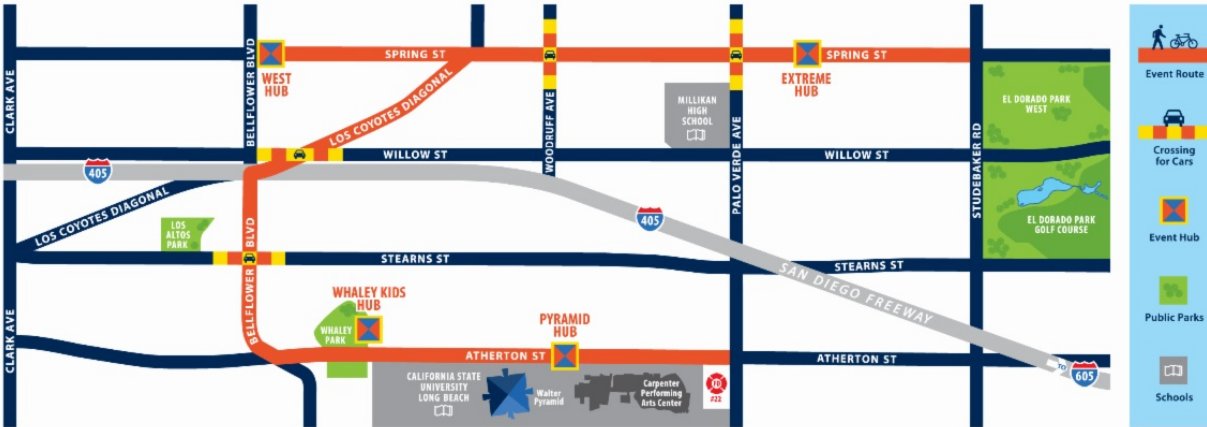 CLARK AVE
BELLFLOWER BLVD
WEST
HUB
SPRING ST
LOS COYOTES DIAGONAL
WOODRUFF AVE
MILLIKAN
HIGH
SCHOOL
PALO VERDE AVE
EXTREME
HUB
SPRING ST
STUDEBAKER RD
EL DORADO PARK
WEST
WILLOW ST
WILLOW ST
405
LOS COYOTES DIAGONAL
LOS
ALTOS
PARK
BELLFLOWER BLVD
STEARNS ST
405
SAN DIEGO FREEWAY
STEARNS ST
EL DORADO PARK
GOLF COURSE
CLARK AVE
WHALEY KIDS
HUB
WHALEY
PARK
PYRAMID
HUB
ATHERTON ST
ATHERTON ST
TO
605
CALIFORNIA STATE
UNIVERSITY
LONG BEACH
Walter
Pyramid
Carpenter
Performing
Arts Center
FD
#22
Event Route
Crossing
for Cars
Event Hub
Public Parks
Schools